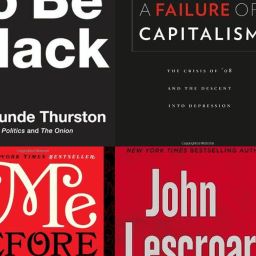 o Be
lack
unde Thurston
Politics and The Onion
A FAILURE OF
CAPITALISM
THE CRISIS OF '08
AND THE DESCENT
INTO DEPRESSION
NEW YORK TIMES BESTSELLER
Me
EFORE
NEW YORK TIMES BESTSELLING AUTH
John
Lescroar